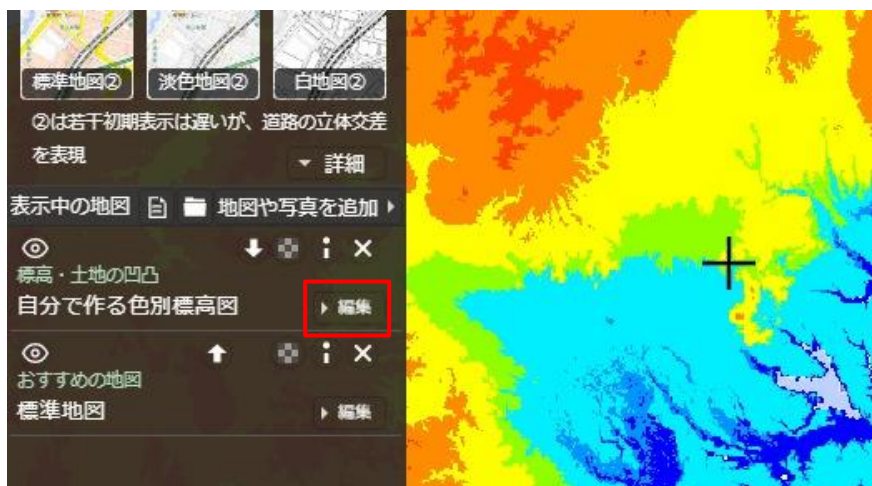 標準地図②
淡色地図②
白地図②
②は若干初期表示は遅いが、道路の立体交差
を表現
詳細
表示中の地図
地図や写真を追加
標高・土地の凹凸
自分で作る色別標高図
編集
おすすめの地図
標準地図
編集